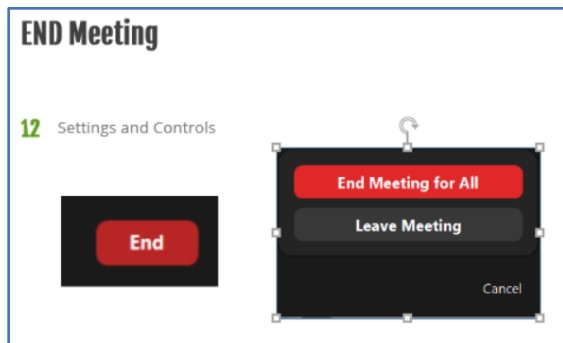 END Meeting
12 Settings and Controls
End
End Meeting for All
Leave Meeting
Cancel